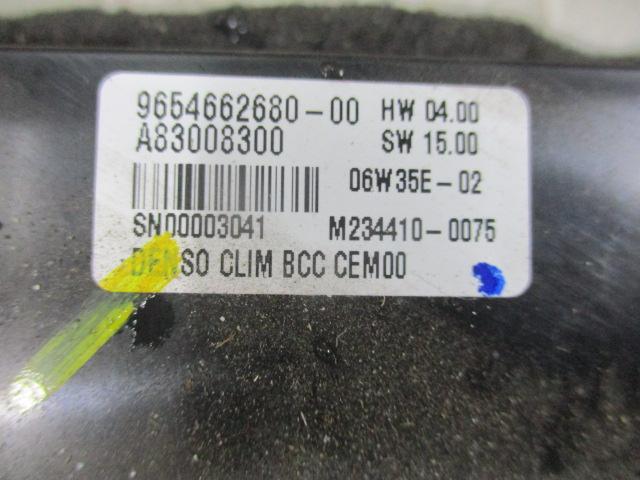 9654662680-00 HW 04.00
A83008300 SW 15.00
06W35E-02
SN00003041 M234410-0075
DENSO CLIM BCC CEM00